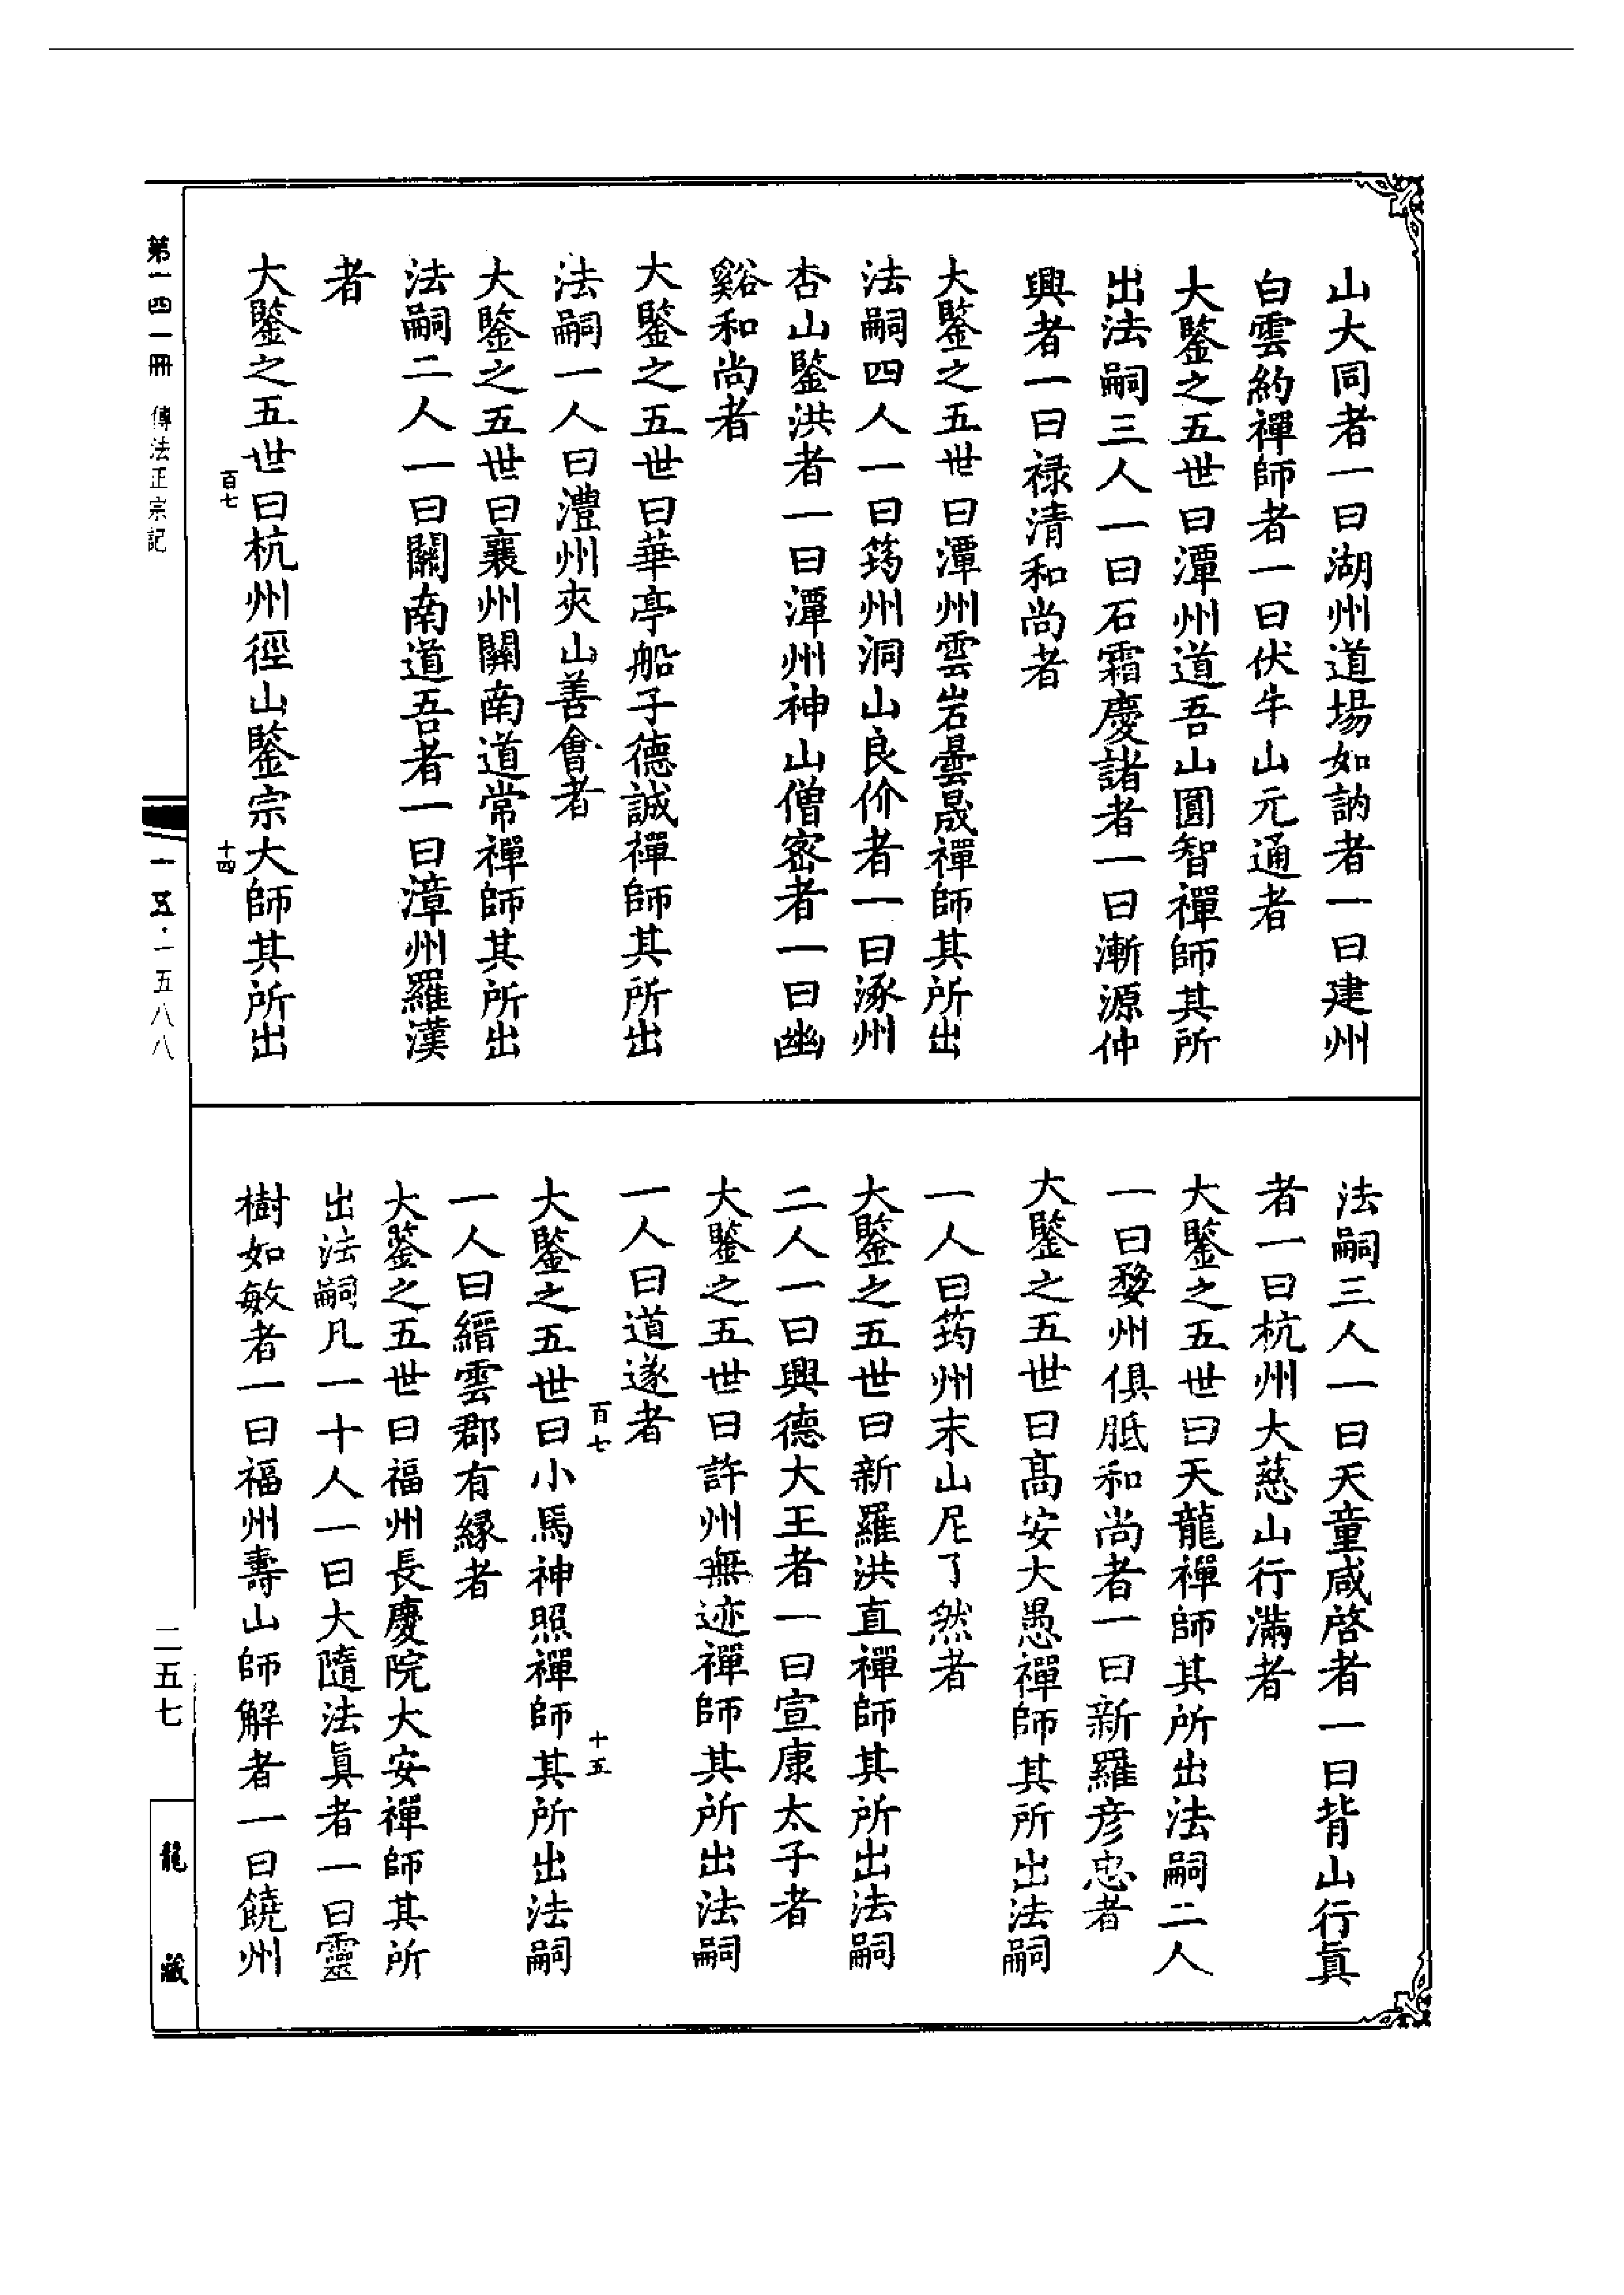 山大同者一曰湖州道場如訥者一曰建州
白雲約禪師者一曰伏牛山元通者
大鑒之五世曰潭州道吾山圓智禪師其所
出法嗣三人一曰石霜慶諸者一曰漸源仲
興者一曰祿清和尚者
大鑒之五世曰潭州雲岩曇晟禪師其所出
法嗣四人一曰筠州洞山良价者一曰涿州
杏山鑒洪者一曰潭州神山僧密者一曰幽
谿和尚者
大鑒之五世曰華亭船子德誠禪師其所出
法嗣一人曰澧州夾山善會者
大鑒之五世曰襄州關南道常禪師其所出
法嗣二人一曰關南道吾者一曰漳州羅漢
者
大鑒之五世曰杭州徑山鑒宗大師其所出
百七
十四
法嗣三人一曰天童咸啓者一曰背山行眞
者一曰杭州大慈山行滿者
大鑒之五世曰天龍禪師其所出法嗣二人
一曰婺州俱胝和尚者一曰新羅彥忠者
大鑒之五世曰高安大愚禪師其所出法嗣
一人曰筠州末山尼了然者
大鑒之五世曰新羅洪直禪師其所出法嗣
二人一曰興德大王者一曰宣康太子者
大鑒之五世曰許州無迹禪師其所出法嗣
一人曰道遂者
百七
十五
大鑒之五世曰小馬神照禪師其所出法嗣
一人曰縉雲郡有緣者
大鑒之五世曰福州長慶院大安禪師其所
出法嗣凡一十人一曰大隨法眞者一曰靈
樹如敏者一曰福州壽山師解者一曰饒州
第一四一冊 傳法正宗記
一五·一五八八
二五七
龍藏